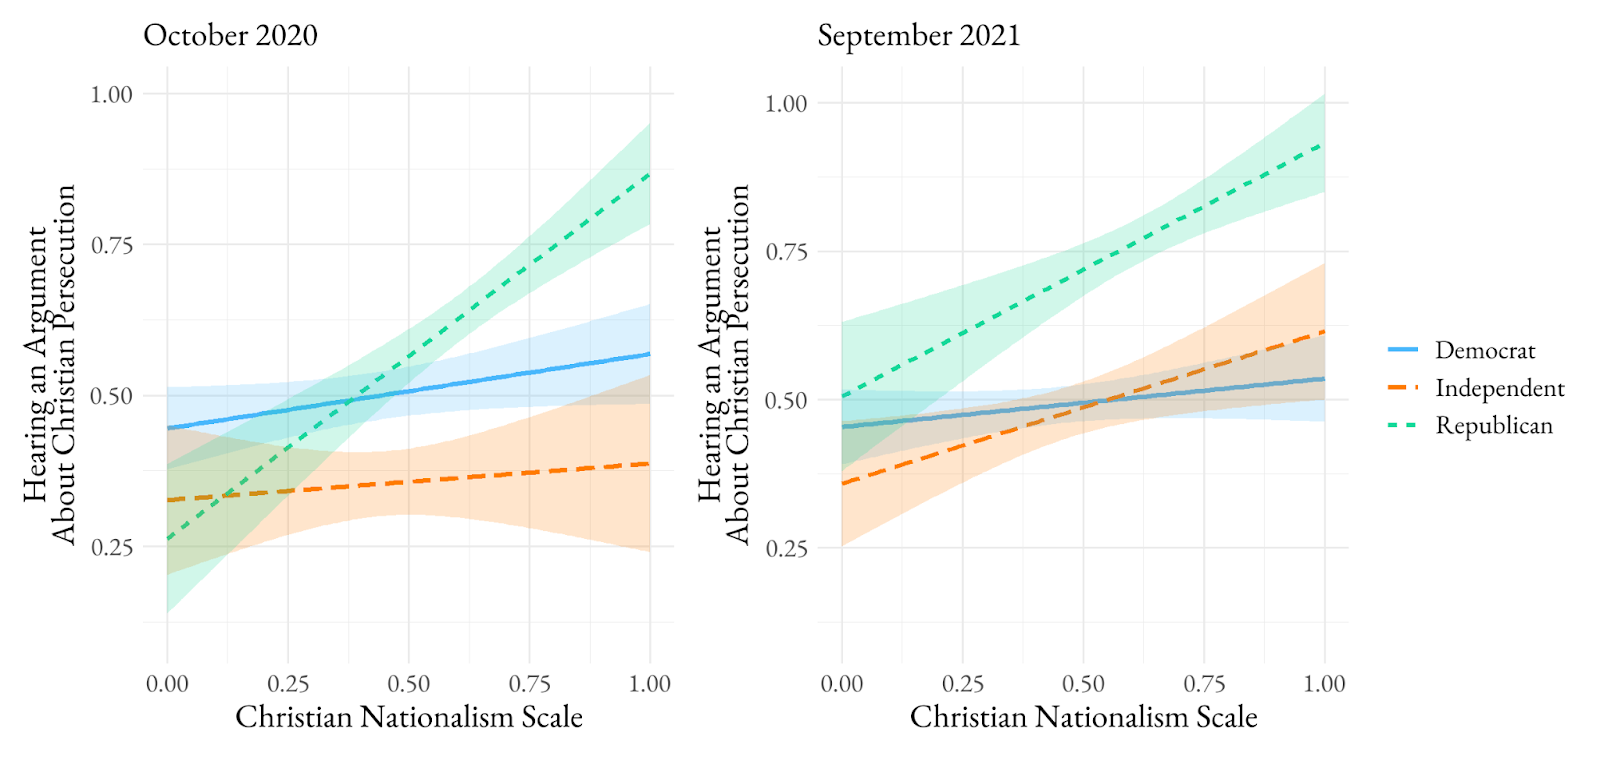 October 2020
Hearing an Argument
About Christian Persecution
1.00
0.75
0.50
0.25
0.00 0.25 0.50 0.75 1.00
Christian Nationalism Scale
September 2021
Hearing an Argument
About Christian Persecution
1.00
0.75
0.50
0.25
0.00 0.25 0.50 0.75 1.00
Christian Nationalism Scale
Democrat
Independent
Republican